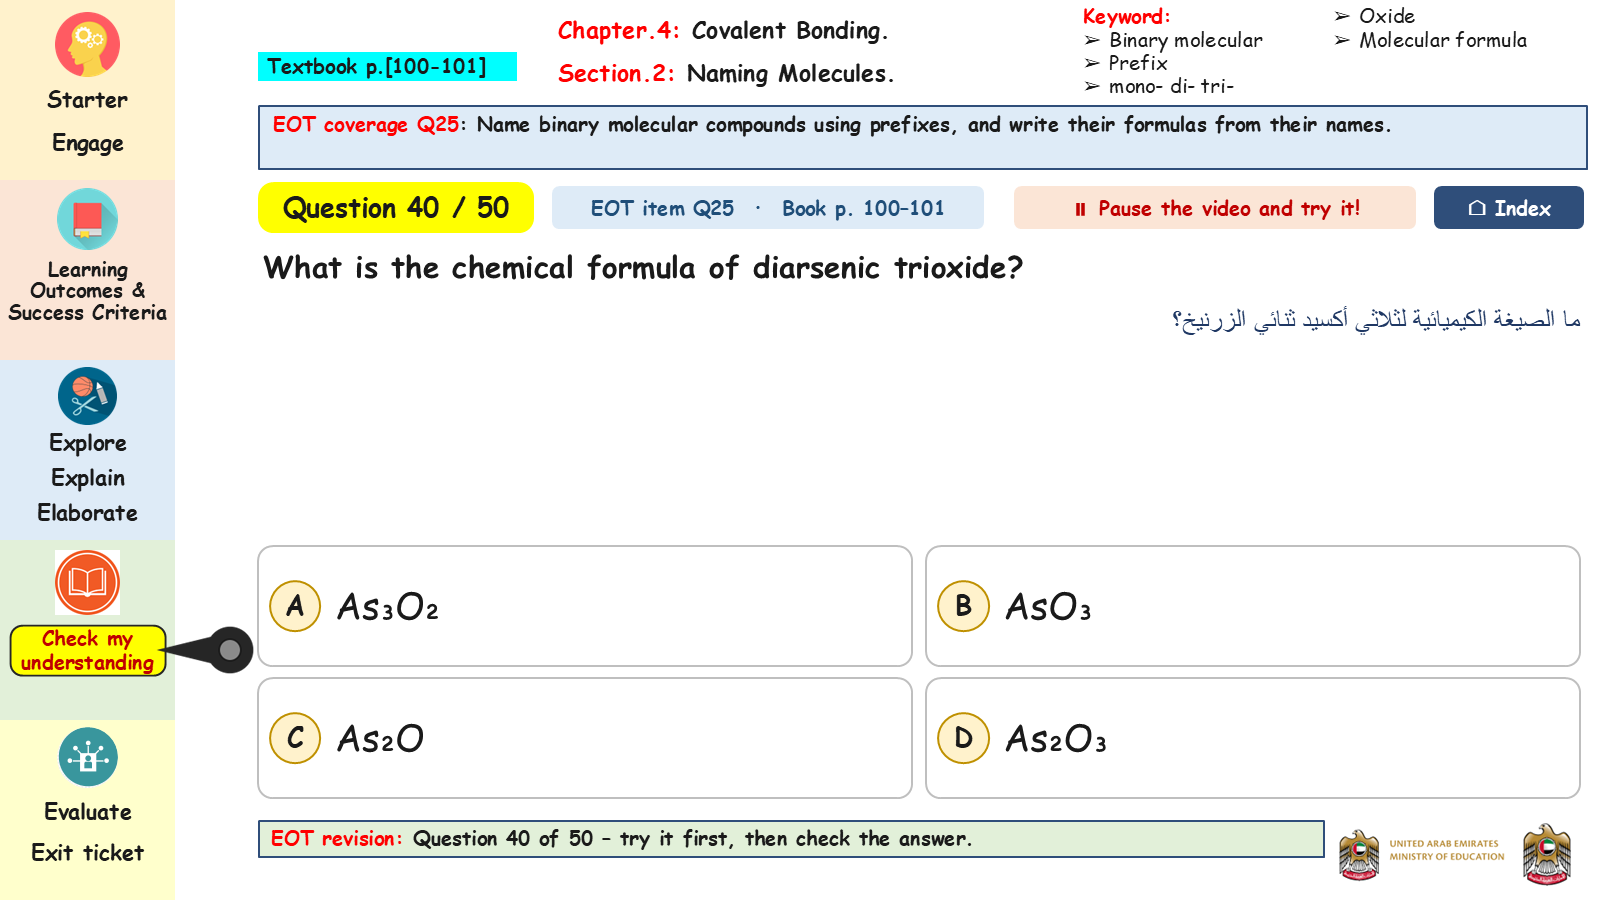 Starter
Engage
Learning
Outcomes &
Success Criteria
Explore
Explain
Elaborate
Check my
understanding
Evaluate
Exit ticket
Textbook p.[100-101]
Chapter.4: Covalent Bonding.
Section.2: Naming Molecules.
Keyword:
➢ Binary molecular
➢ Prefix
➢ mono- di- tri-
➢ Oxide
➢ Molecular formula
EOT coverage Q25: Name binary molecular compounds using prefixes, and write their formulas from their names.
Question 40 / 50
EOT item Q25 · Book p. 100–101
⏸ Pause the video and try it!
⌂ Index
What is the chemical formula of diarsenic trioxide?
ما الصيغة الكيميائية لثلاثي أكسيد ثنائي الزرنيخ؟
A As₃O₂
B AsO₃
C As₂O
D As₂O₃
EOT revision: Question 40 of 50 – try it first, then check the answer.
UNITED ARAB EMIRATES
MINISTRY OF EDUCATION